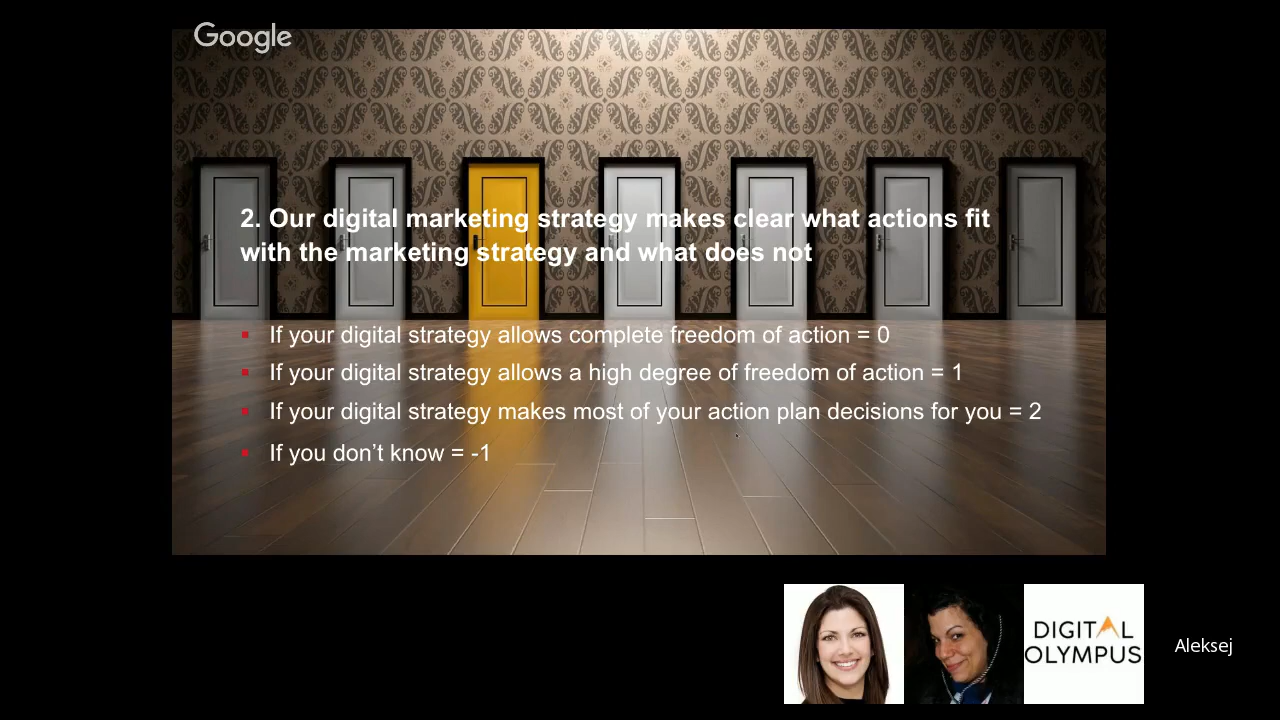 Google
2. Our digital marketing strategy makes clear what actions fit
with the marketing strategy and what does not
If your digital strategy allows complete freedom of action = 0
If your digital strategy allows a high degree of freedom of action = 1
If your digital strategy makes most of your action plan decisions for you = 2
If you don’t know = -1
DIGITAL
OLYMPUS
Aleksej